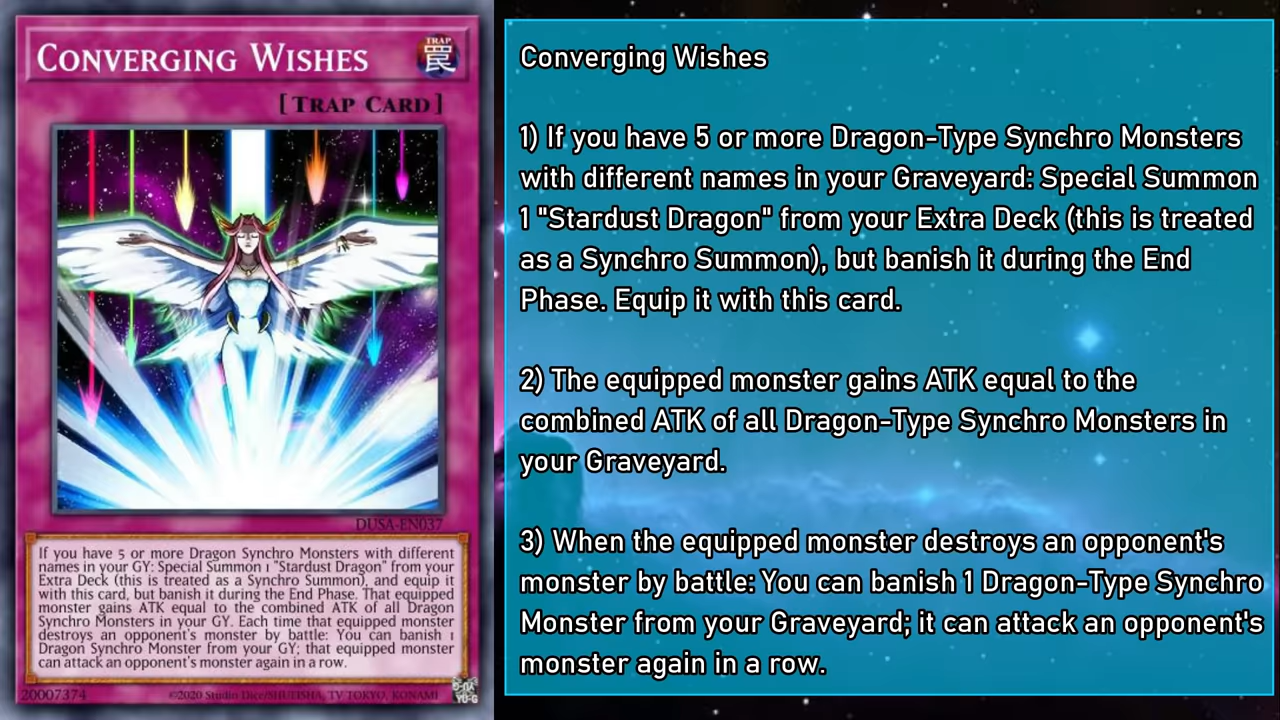 CONVERGING WISHES
TRAP
罠
[TRAP CARD]
DUSA-EN037
If you have 5 or more Dragon Synchro Monsters with different
names in your GY: Special Summon 1 "Stardust Dragon" from your
Extra Deck (this is treated as a Synchro Summon), and equip it
with this card, but banish it during the End Phase. That equipped
monster gains ATK equal to the combined ATK of all Dragon
Synchro Monsters in your GY. Each time that equipped monster
destroys an opponent's monster by battle: You can banish 1
Dragon Synchro Monster from your GY; that equipped monster
can attack an opponent's monster again in a row.
20007374
©2020 Studio Dice/SHUEISHA, TV TOKYO, KONAMI
Converging Wishes
1) If you have 5 or more Dragon-Type Synchro Monsters
with different names in your Graveyard: Special Summon
1 "Stardust Dragon" from your Extra Deck (this is treated
as a Synchro Summon), but banish it during the End
Phase. Equip it with this card.
2) The equipped monster gains ATK equal to the
combined ATK of all Dragon-Type Synchro Monsters in
your Graveyard.
3) When the equipped monster destroys an opponent's
monster by battle: You can banish 1 Dragon-Type Synchro
Monster from your Graveyard; it can attack an opponent's
monster again in a row.